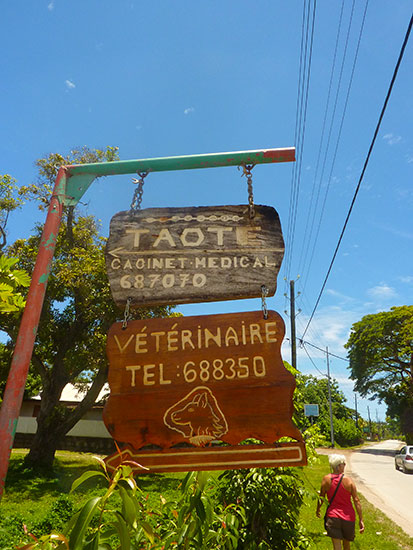 TAOTE
CABINET-MEDICAL
687070
VÉTÉRINAIRE
TEL: 688350